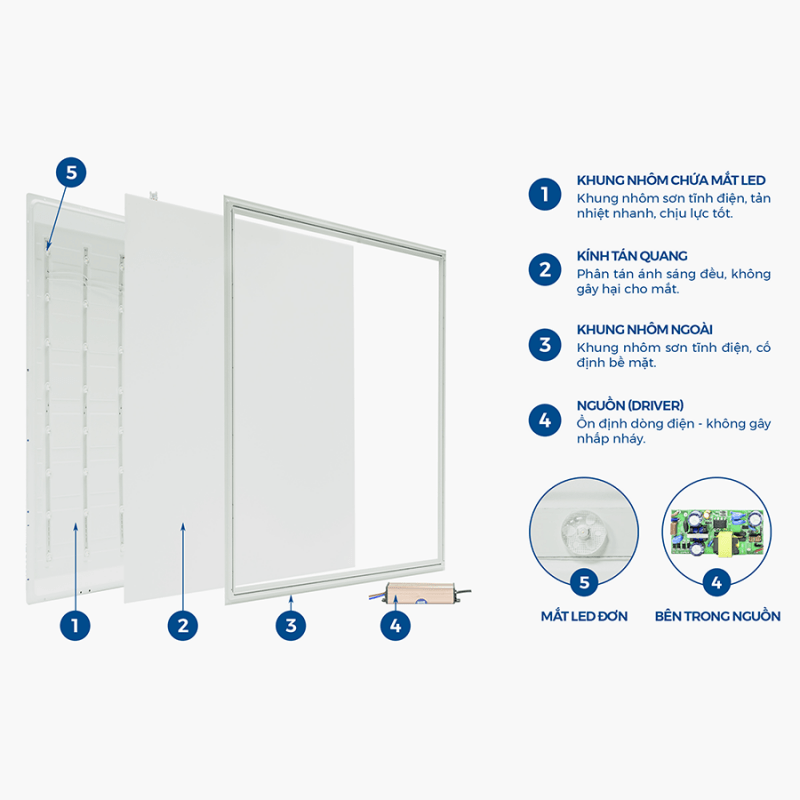 5
1
2
3
4
1
KHUNG NHÔM CHỨA MẮT LED
Khung nhôm sơn tĩnh điện, tản
nhiệt nhanh, chịu lực tốt.
2
KÍNH TÁN QUANG
Phân tán ánh sáng đều, không
gây hại cho mắt.
3
KHUNG NHÔM NGOÀI
Khung nhôm sơn tĩnh điện, cố
định bề mặt.
4
NGUỒN (DRIVER)
Ổn định dòng điện - không gây
nhấp nháy.
5
MẮT LED ĐƠN
4
BÊN TRONG NGUỒN